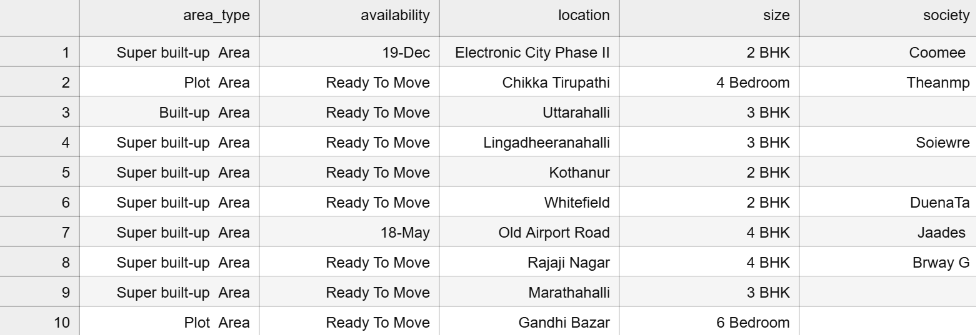 area_type availability location size society
1 Super built-up  Area 19-Dec Electronic City Phase II 2 BHK Coomee
2 Plot  Area Ready To Move Chikka Tirupathi 4 Bedroom Theanmp
3 Built-up  Area Ready To Move Uttarahalli 3 BHK
4 Super built-up  Area Ready To Move Lingadheeranahalli 3 BHK Soiewre
5 Super built-up  Area Ready To Move Kothanur 2 BHK
6 Super built-up  Area Ready To Move Whitefield 2 BHK DuenaTa
7 Super built-up  Area 18-May Old Airport Road 4 BHK Jaades
8 Super built-up  Area Ready To Move Rajaji Nagar 4 BHK Brway G
9 Super built-up  Area Ready To Move Marathahalli 3 BHK
10 Plot  Area Ready To Move Gandhi Bazar 6 Bedroom